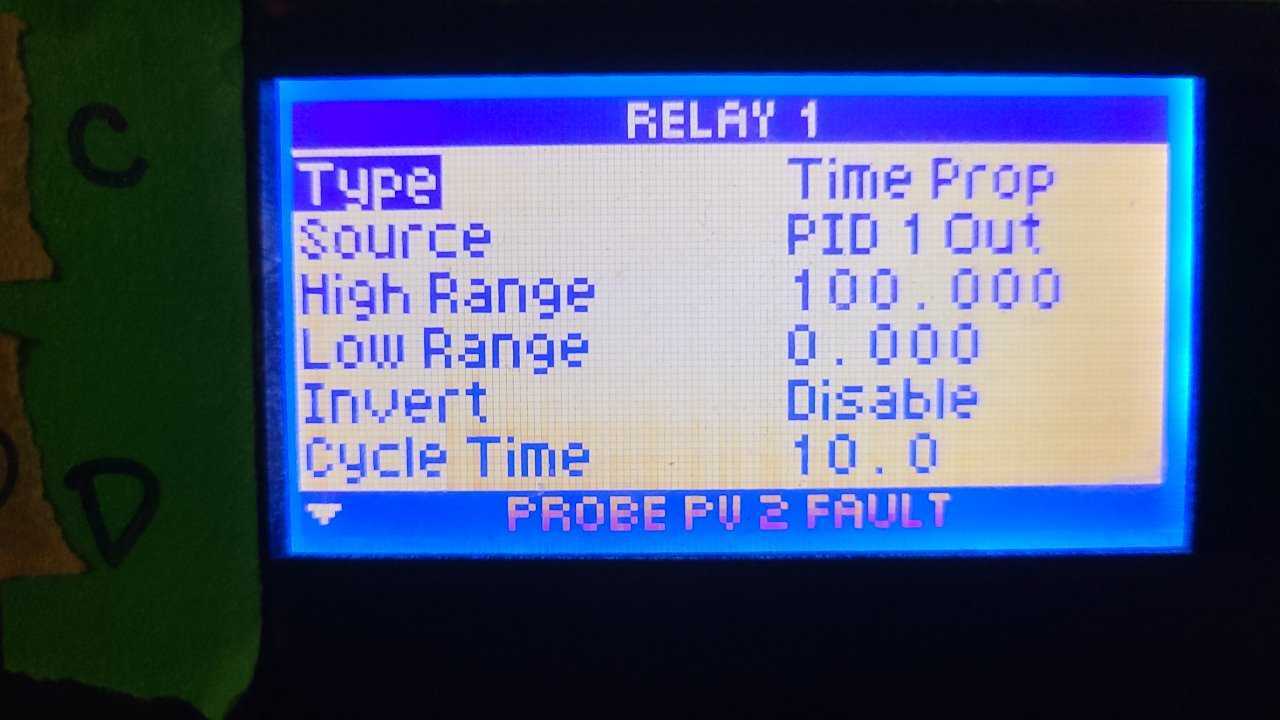 C
D
RELAY 1
Type Time Prop
Source PID 1 Out
High Range 100.000
Low Range 0.000
Invert Disable
Cycle Time 10.0
PROBE PV 2 FAULT